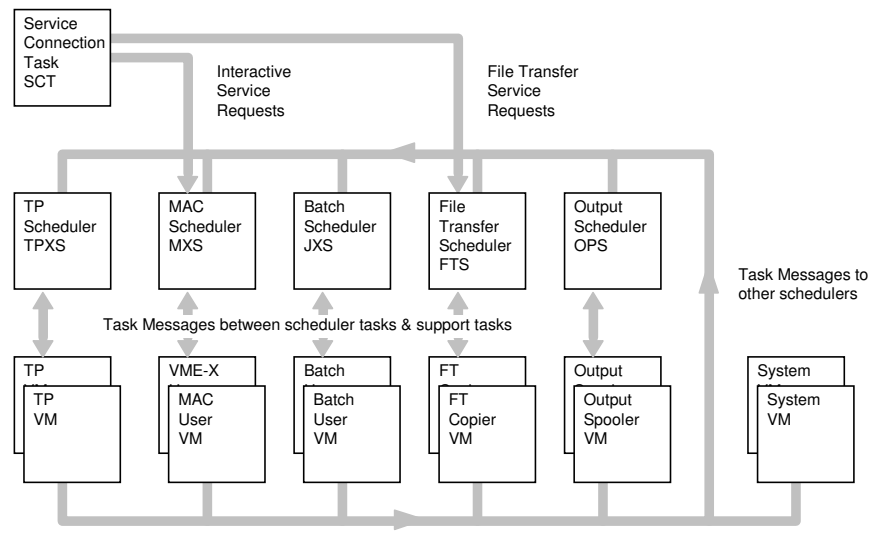 Service
Connection
Task
SCT
Interactive
Service
Requests
File Transfer
Service
Requests
TP
Scheduler
TPXS
MAC
Scheduler
MXS
Batch
Scheduler
JXS
File
Transfer
Scheduler
FTS
Output
Scheduler
OPS
Task Messages to
other schedulers
Task Messages between scheduler tasks & support tasks
TP
TP
VM
VME-X
MAC
User
VM
Batch
Batch
User
VM
FT
FT
Copier
VM
Output
Output
Spooler
VM
System
System
VM